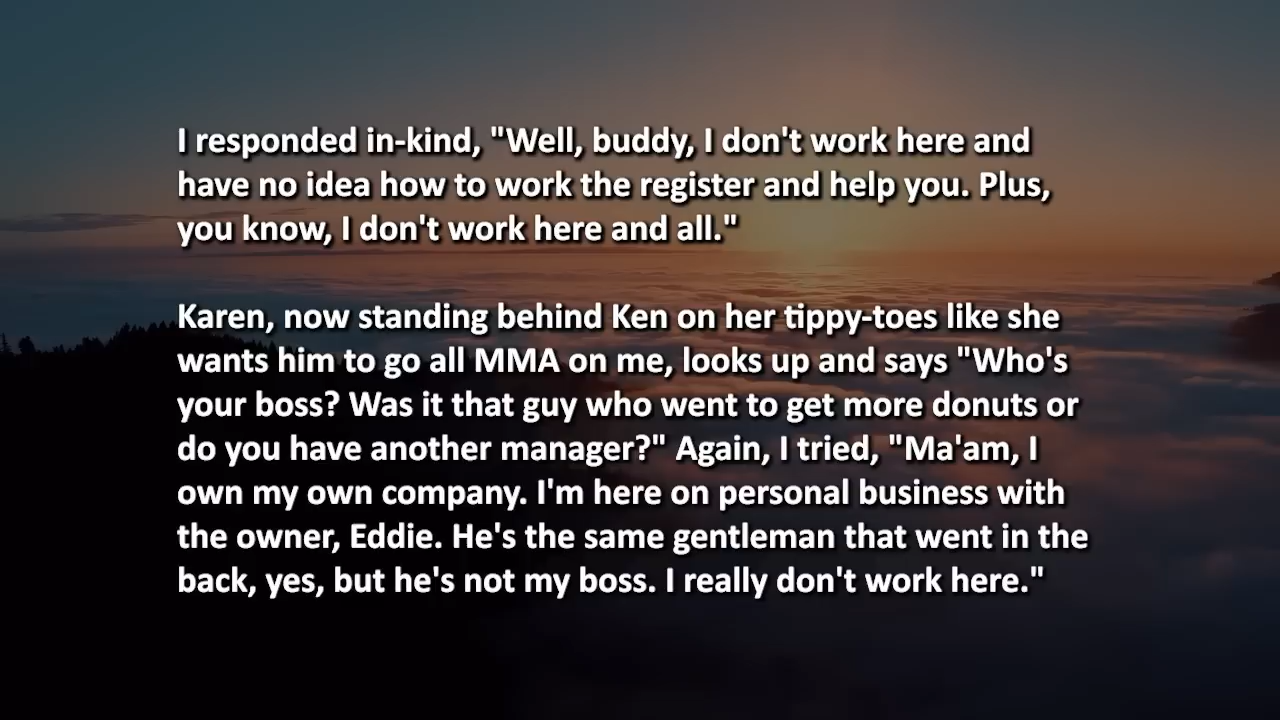 I responded in-kind, "Well, buddy, I don't work here and
have no idea how to work the register and help you. Plus,
you know, I don't work here and all."
Karen, now standing behind Ken on her tippy-toes like she
wants him to go all MMA on me, looks up and says "Who's
your boss? Was it that guy who went to get more donuts or
do you have another manager?" Again, I tried, "Ma'am, I
own my own company. I'm here on personal business with
the owner, Eddie. He's the same gentleman that went in the
back, yes, but he's not my boss. I really don't work here."